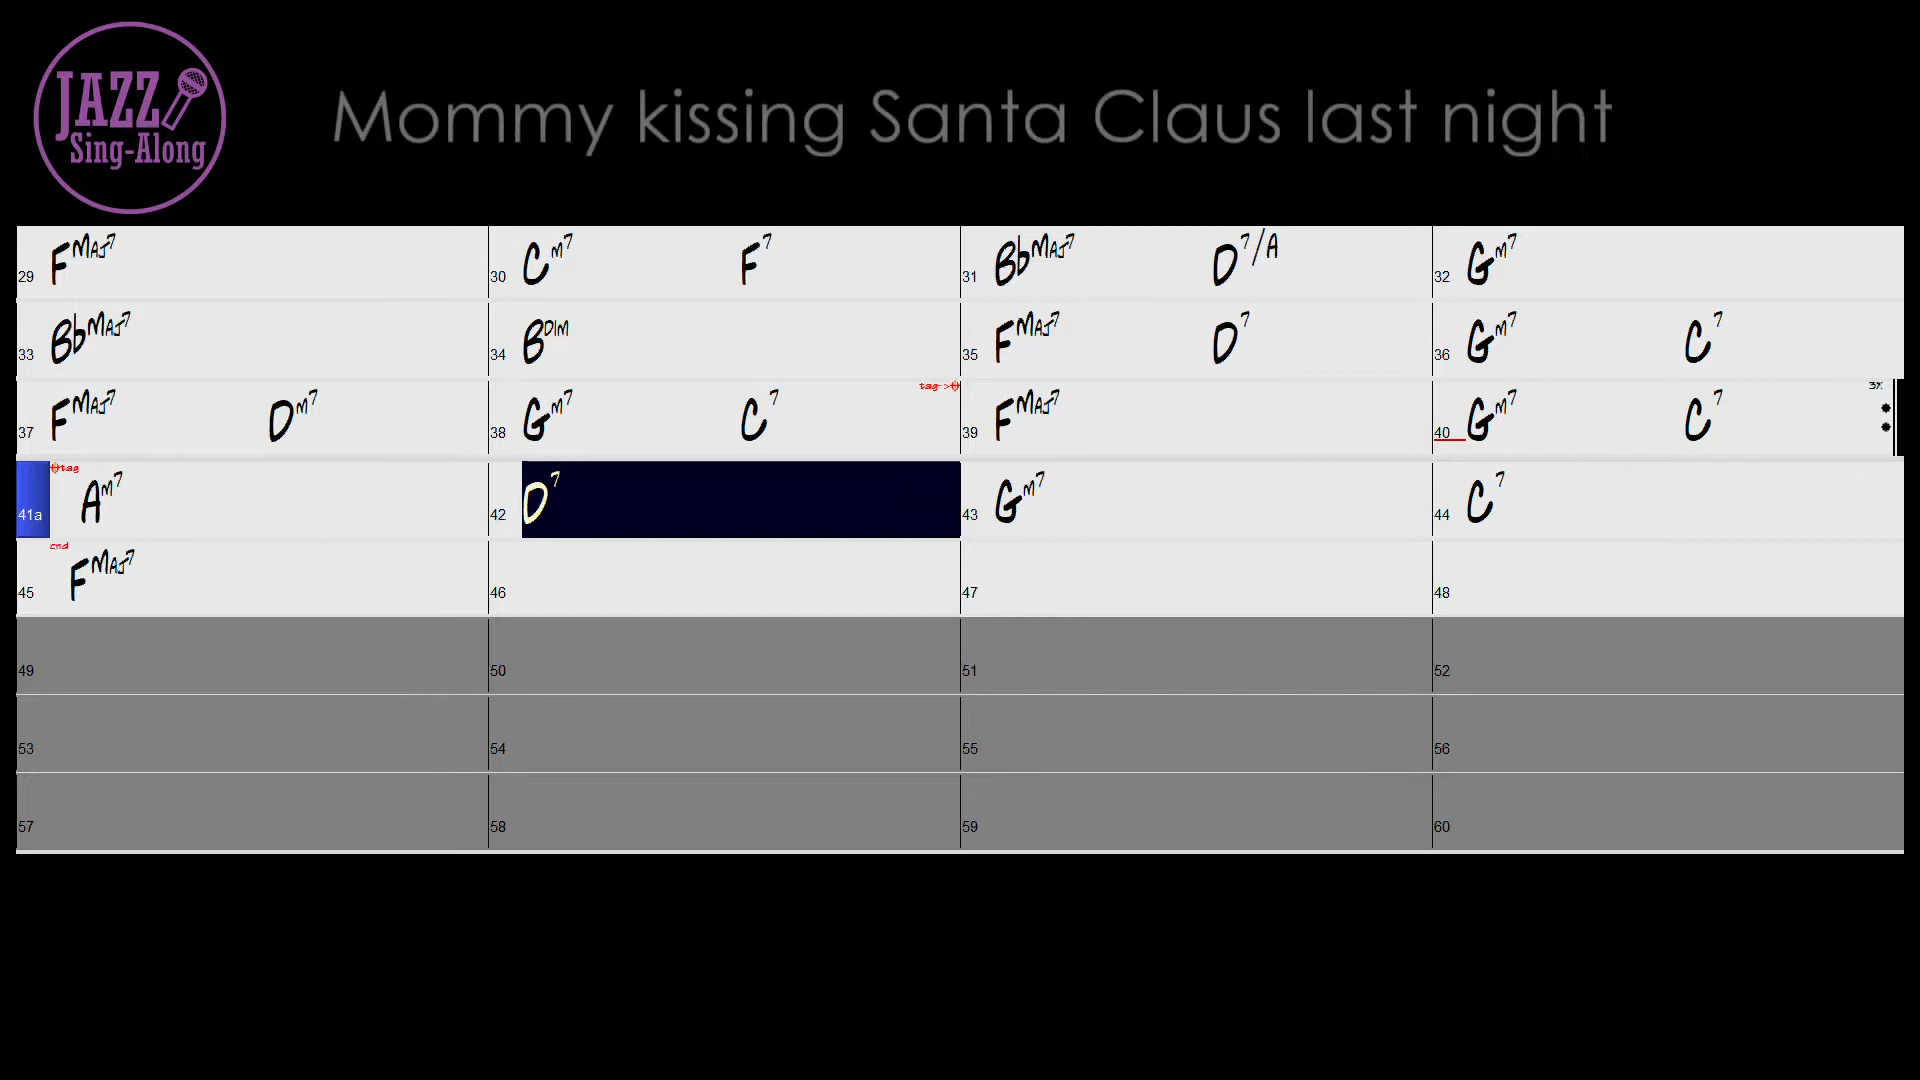 JAZZ
Sing-Along
Mommy kissing Santa Claus last night
29 FMAJ7 30 Cm7 F7 31 BbMAJ7 D7/A 32 Gm7
33 BbMAJ7 34 BDIM 35 FMAJ7 D7 36 Gm7 C7
tag-> 3x
37 FMAJ7 Dm7 38 Gm7 C7 39 FMAJ7 40 Gm7 C7
tag
41a Am7 42 D7 43 Gm7 44 C7
end
45 FMAJ7 46 47 48
49 50 51 52
53 54 55 56
57 58 59 60